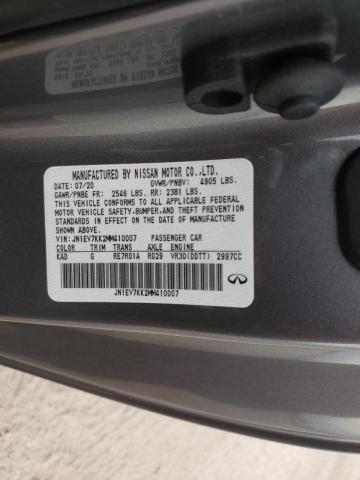 MANUFACTURED BY NISSAN MOTOR CO.,LTD.
DATE: 07/20 GVWR/PNBV: 4905 LBS.
GAWR/PNBE FR: 2546 LBS. RR: 2381 LBS.
THIS VEHICLE CONFORMS TO ALL APPLICABLE FEDERAL
MOTOR VEHICLE SAFETY,BUMPER,AND THEFT PREVENTION
STANDARDS IN EFFECT ON THE DATE OF MANUFACTURE
SHOWN ABOVE.
VIN: JN1EV7KK2MM410007 PASSENGER CAR
COLOR TRIM TRANS AXLE ENGINE
KAD G RE7R01A RG29 VR30(DDTT) 2997CC
JN1EV7KK2MM410007